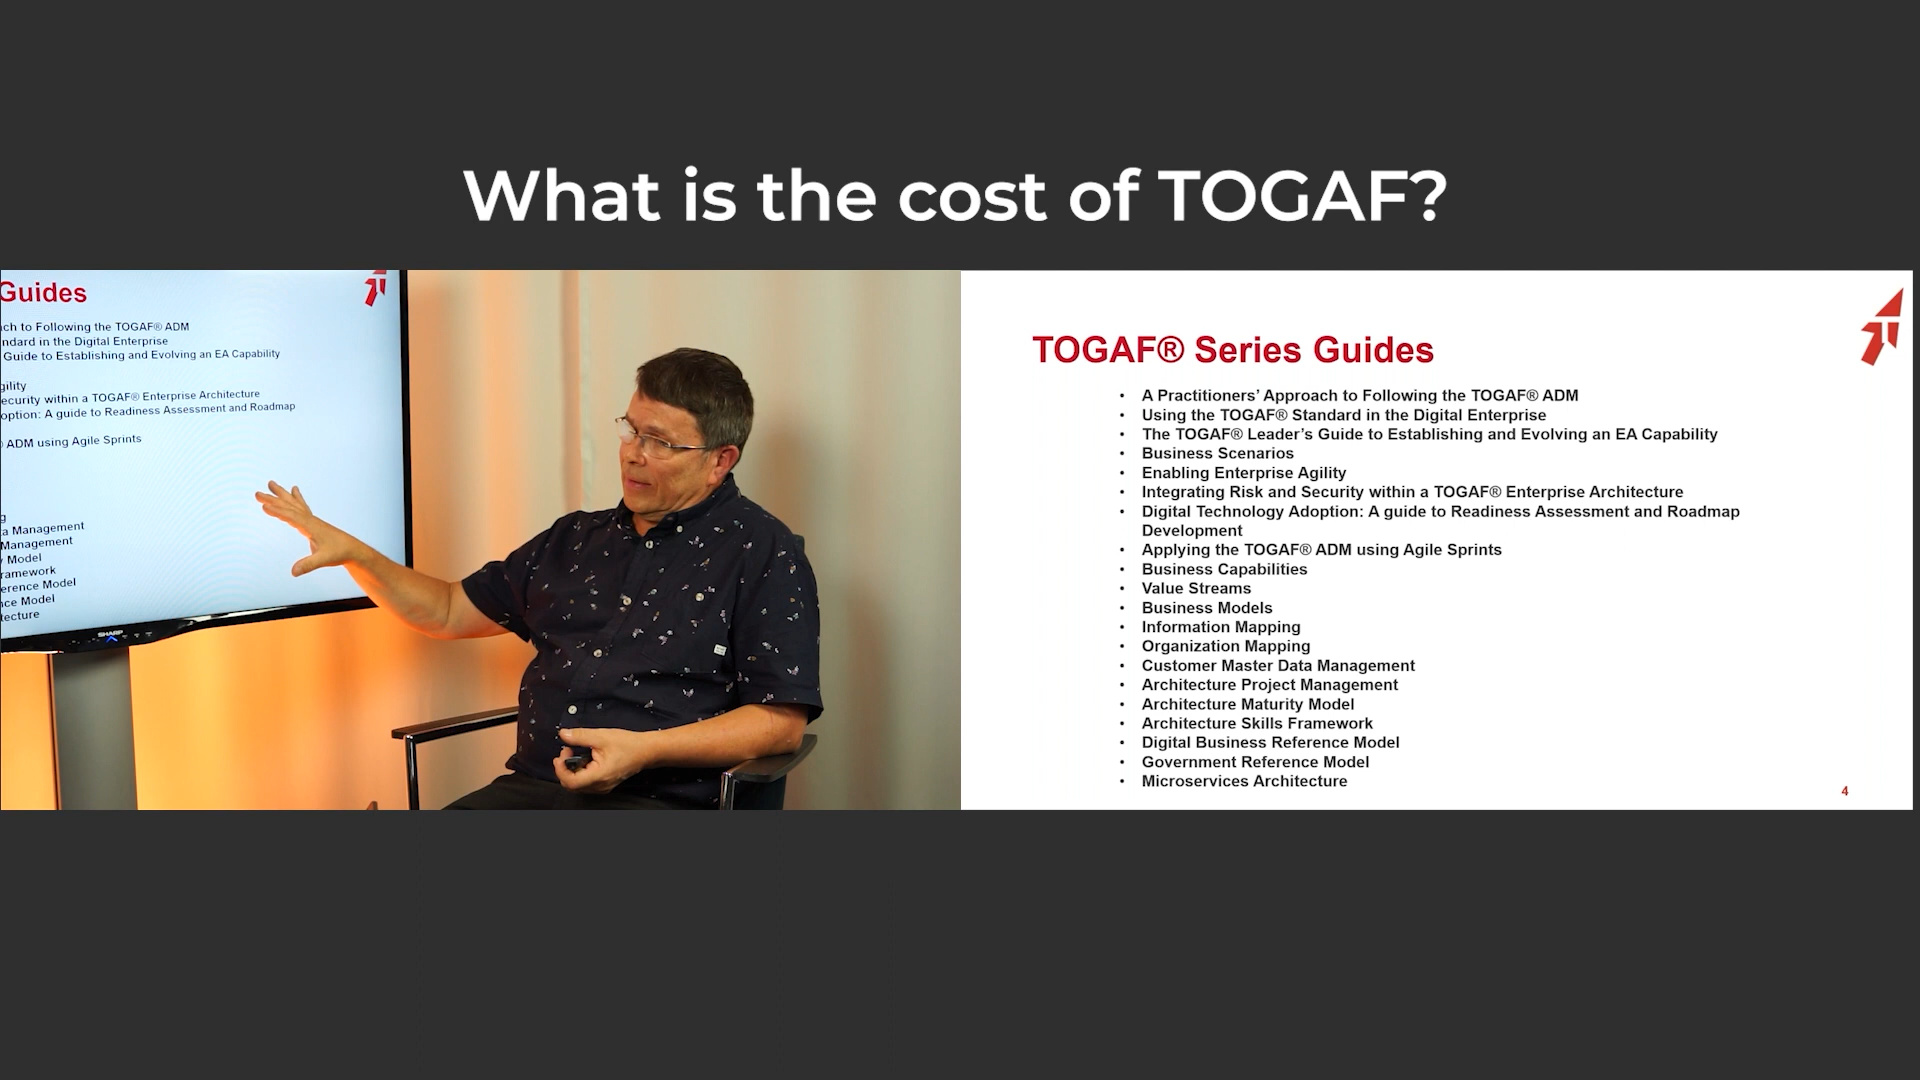 What is the cost of TOGAF?
Guides
ach to Following the TOGAF® ADM
ndard in the Digital Enterprise
Guide to Establishing and Evolving an EA Capability
gility
ecurity within a TOGAF® Enterprise Architecture
option: A guide to Readiness Assessment and Roadmap
ADM using Agile Sprints
g
a Management
Management
Model
ramework
erence Model
nce Model
tecture
SHARP
TOGAF® Series Guides
• A Practitioners’ Approach to Following the TOGAF® ADM
• Using the TOGAF® Standard in the Digital Enterprise
• The TOGAF® Leader’s Guide to Establishing and Evolving an EA Capability
• Business Scenarios
• Enabling Enterprise Agility
• Integrating Risk and Security within a TOGAF® Enterprise Architecture
• Digital Technology Adoption: A guide to Readiness Assessment and Roadmap
Development
• Applying the TOGAF® ADM using Agile Sprints
• Business Capabilities
• Value Streams
• Business Models
• Information Mapping
• Organization Mapping
• Customer Master Data Management
• Architecture Project Management
• Architecture Maturity Model
• Architecture Skills Framework
• Digital Business Reference Model
• Government Reference Model
• Microservices Architecture
4